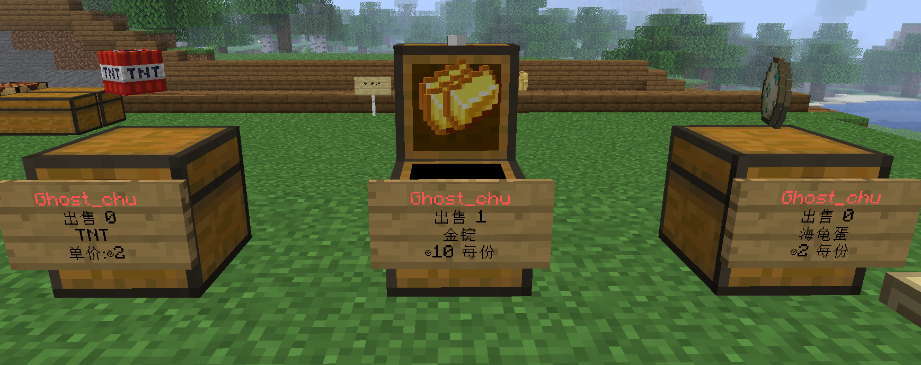 TNT TNT
Ghost_chu
出售 0
TNT
单价:⊙2
Ghost_chu
出售 1
金锭
⊙10 每份
Ghost_chu
出售 0
海龟蛋
⊙2 每份